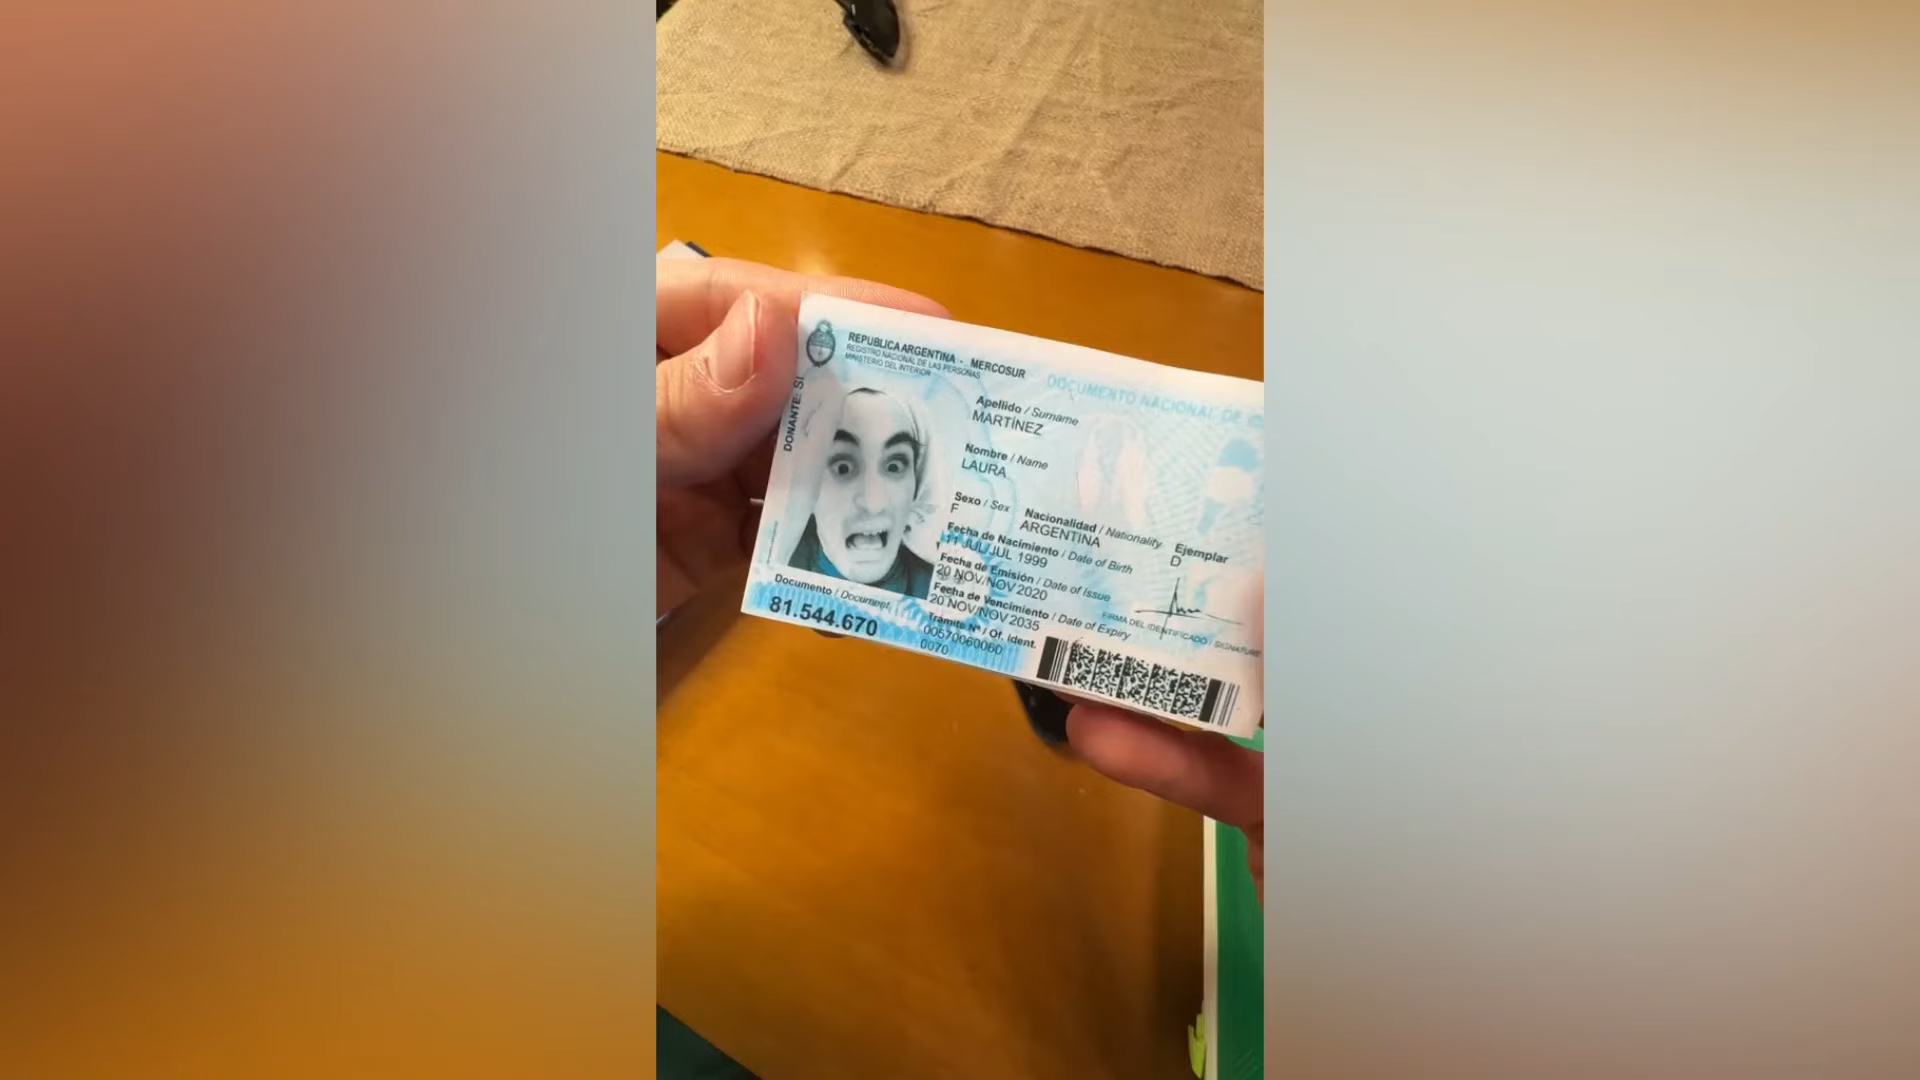 REPUBLICA ARGENTINA - MERCOSUR
REGISTRO NACIONAL DE LAS PERSONAS
MINISTERIO DEL INTERIOR
DOCUMENTO NACIONAL DE
DONANTE: SI
Apellido / Surname
MARTÍNEZ
Nombre / Name
LAURA
Sexo / Sex
F
Nacionalidad / Nationality
ARGENTINA
Ejemplar
D
Fecha de Nacimiento / Date of Birth
11 JUL/JUL 1999
Fecha de Emisión / Date of Issue
20 NOV/NOV 2020
Fecha de Vencimiento / Date of Expiry
20 NOV/NOV 2035
FIRMA DEL IDENTIFICADO / SIGNATURE
Documento / Document
81.544.670
Trámite Nº / Of. Ident.
00570060060
0070